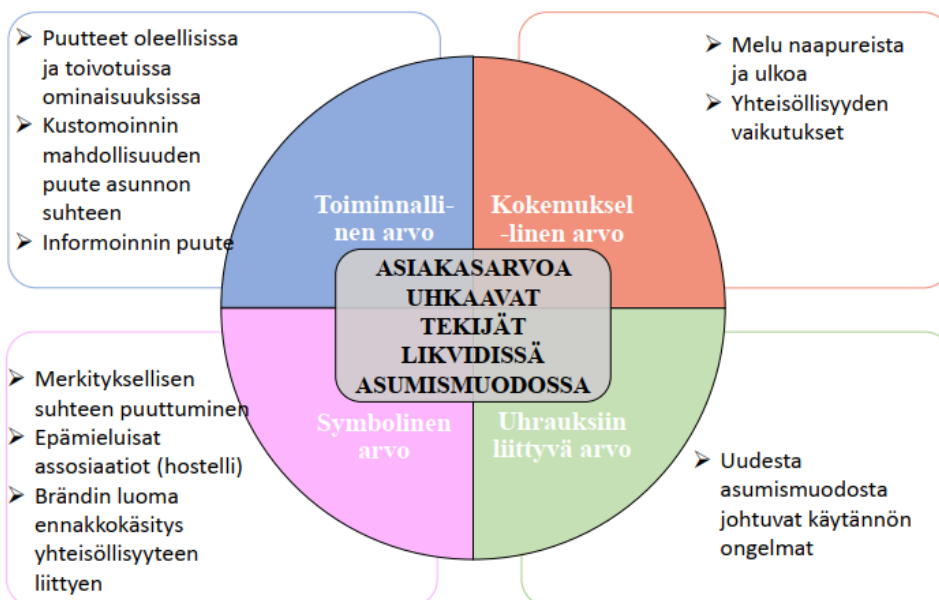 ➢ Puutteet oleellisissa
ja toivotuissa
ominaisuuksissa
➢ Kustomoinnin
mahdollisuuden
puute asunnon
suhteen
➢ Informoinnin puute
➢ Melu naapureista
ja ulkoa
➢ Yhteisöllisyyden
vaikutukset
Toiminnalli-
nen arvo
Kokemuksel
-linen arvo
ASIAKASARVOA
UHKAAVAT
TEKIJÄT
LIKVIDISSÄ
ASUMISMUODOSSA
Symbolinen
arvo
Uhrauksiin
liittyvä arvo
➢ Merkityksellisen
suhteen puuttuminen
➢ Epämieluisat
assosiaatiot (hostelli)
➢ Brändin luoma
ennakkokäsitys
yhteisöllisyyteen
liittyen
➢ Uudesta
asumismuodosta
johtuvat käytännön
ongelmat